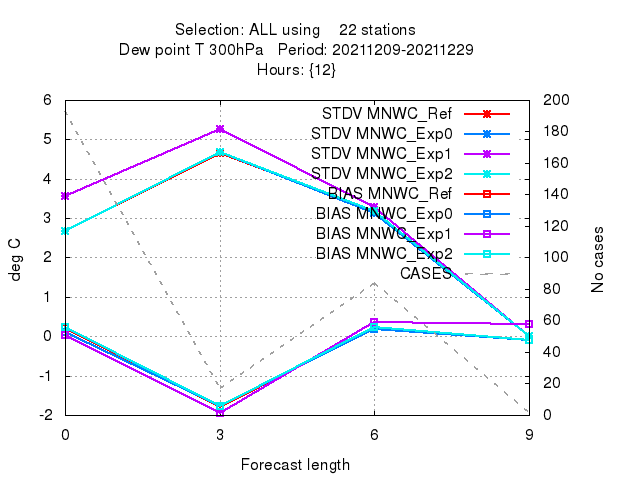 Selection: ALL using 22 stations
Dew point T 300hPa Period: 20211209-20211229
Hours: {12}
STDV MNWC_Ref
STDV MNWC_Exp0
STDV MNWC_Exp1
STDV MNWC_Exp2
BIAS MNWC_Ref
BIAS MNWC_Exp0
BIAS MNWC_Exp1
BIAS MNWC_Exp2
CASES
6
5
4
3
2
1
0
-1
-2
deg C
200
180
160
140
120
100
80
60
40
20
0
No cases
0 3 6 9
Forecast length